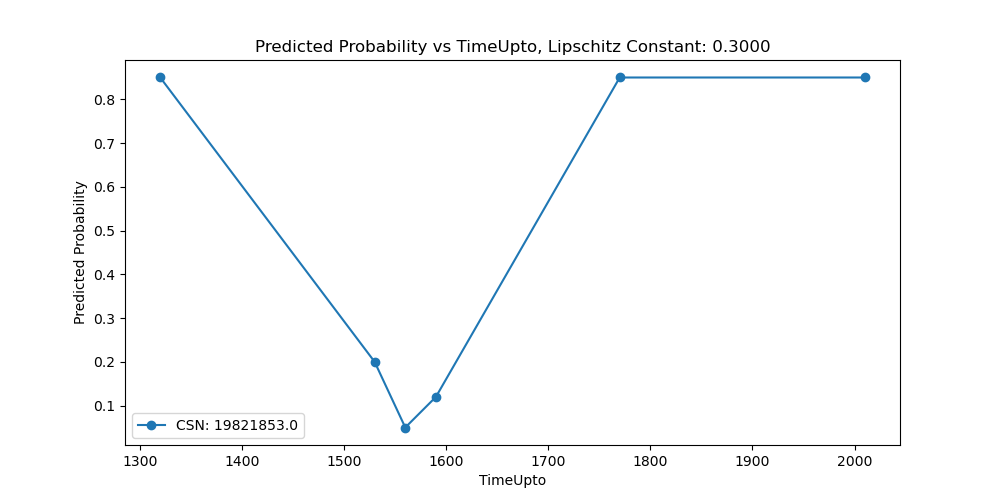 Predicted Probability vs TimeUpto, Lipschitz Constant: 0.3000
Predicted Probability
0.8
0.7
0.6
0.5
0.4
0.3
0.2
0.1
CSN: 19821853.0
1300 1400 1500 1600 1700 1800 1900 2000
TimeUpto